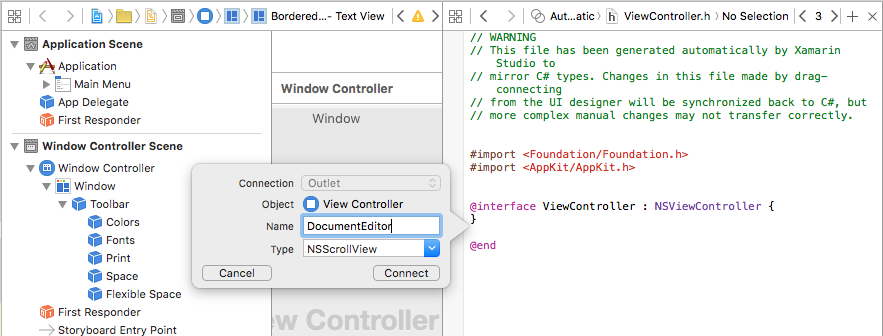 Bordered...- Text View
Aut...atic
ViewController.h
No Selection
3
Application Scene
Application
Main Menu
App Delegate
First Responder
Window Controller Scene
Window Controller
Window
Toolbar
Colors
Fonts
Print
Space
Flexible Space
First Responder
Storyboard Entry Point
Window Controller
Window
ew Controller
Connection
Outlet
Object
View Controller
Name
DocumentEditor
Type
NSScrollView
Cancel
Connect
// WARNING
// This file has been generated automatically by Xamarin
Studio to
// mirror C# types. Changes in this file made by drag-
connecting
// from the UI designer will be synchronized back to C#, but
// more complex manual changes may not transfer correctly.
#import <Foundation/Foundation.h>
#import <AppKit/AppKit.h>
@interface ViewController : NSViewController {
}
@end